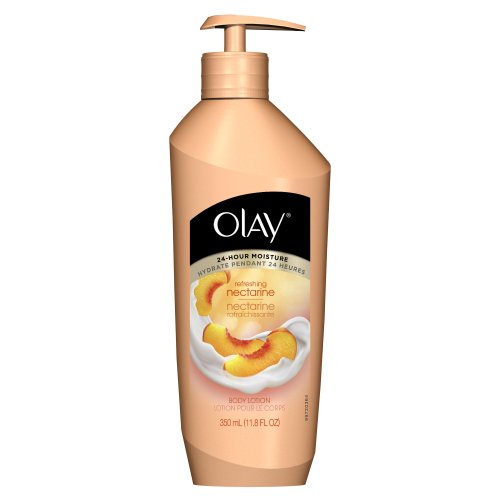 OLAY®
24-HOUR MOISTURE
HYDRATE PENDANT 24 HEURES
refreshing
nectarine
nectarine
rafraîchissante
BODY LOTION
LOTION POUR LE CORPS
350 mL (11.8 FL OZ)